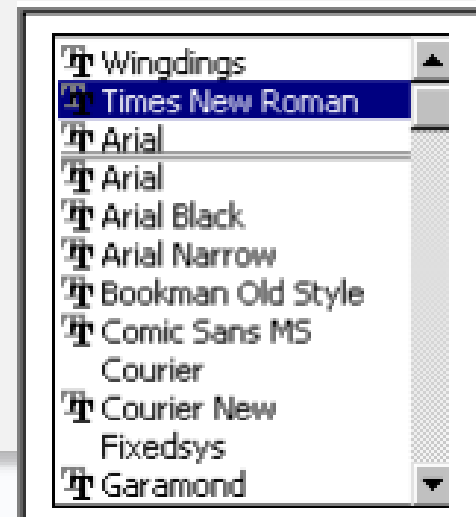 Wingdings
Times New Roman
Arial
Arial
Arial Black
Arial Narrow
Bookman Old Style
Comic Sans MS
Courier
Courier New
Fixedsys
Garamond